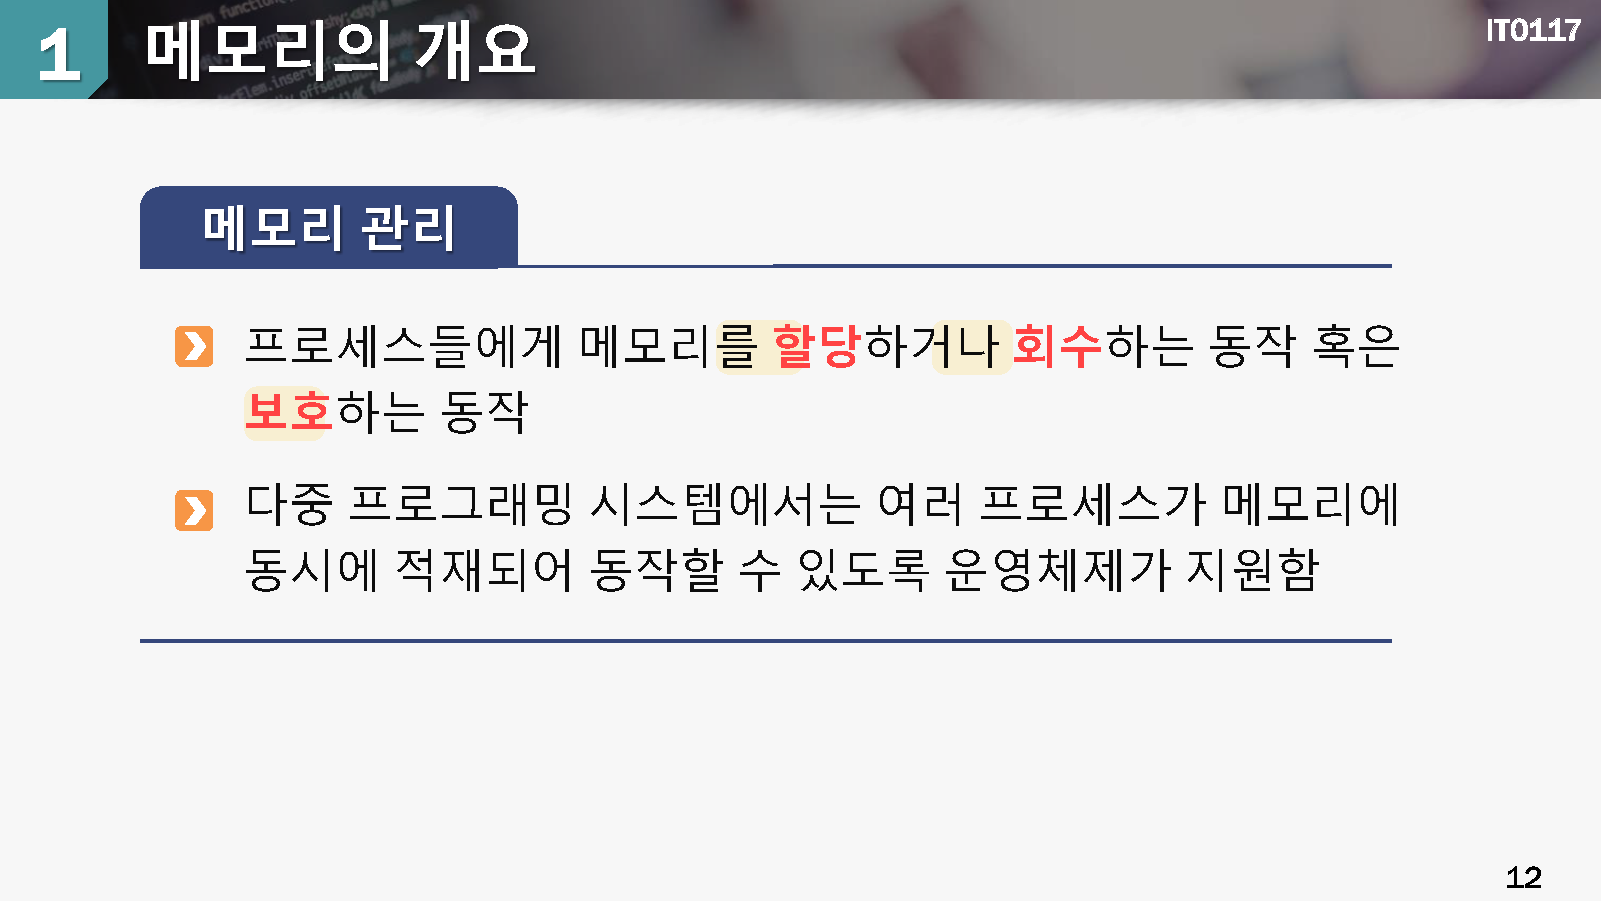 1
메모리의 개요
IT0117
메모리 관리
프로세스들에게 메모리를 할당하거나 회수하는 동작 혹은
보호하는 동작
다중 프로그래밍 시스템에서는 여러 프로세스가 메모리에
동시에 적재되어 동작할 수 있도록 운영체제가 지원함
12